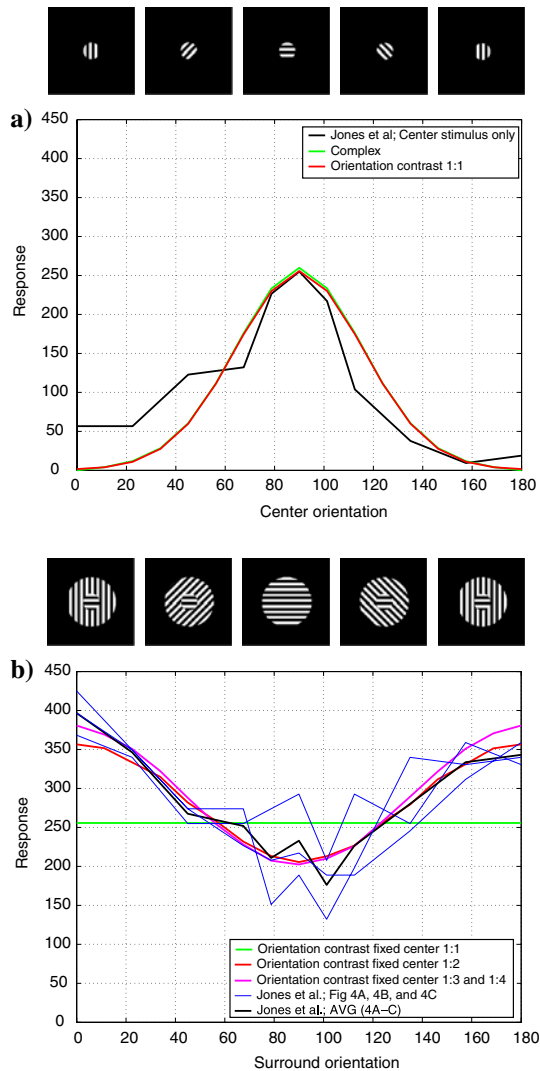 a)
450
400
350
300
250
200
150
100
50
0
Response
Jones et al; Center stimulus only
Complex
Orientation contrast 1:1
0 20 40 60 80 100 120 140 160 180
Center orientation
b)
450
400
350
300
250
200
150
100
50
0
Response
Orientation contrast fixed center 1:1
Orientation contrast fixed center 1:2
Orientation contrast fixed center 1:3 and 1:4
Jones et al.; Fig 4A, 4B, and 4C
Jones et al.; AVG (4A–C)
0 20 40 60 80 100 120 140 160 180
Surround orientation